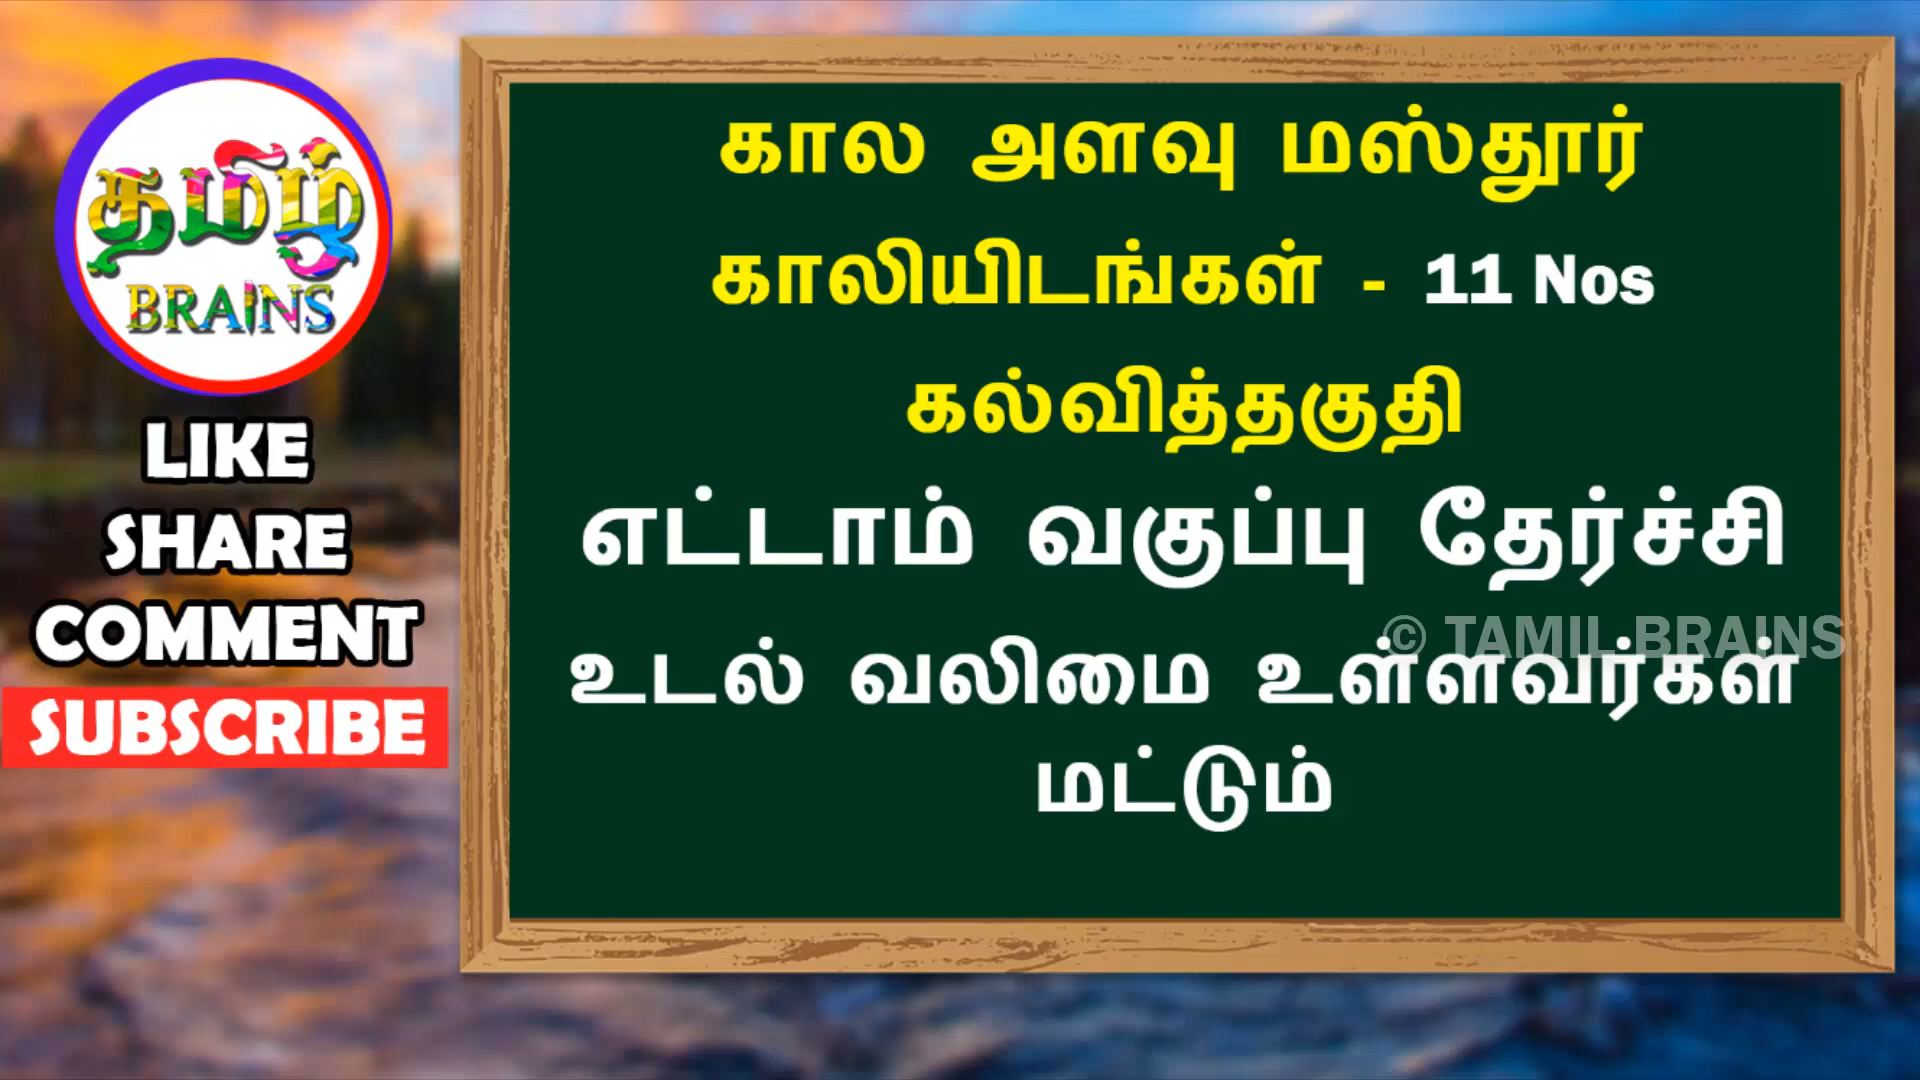 தமிழ்
BRAINS
LIKE
SHARE
COMMENT
SUBSCRIBE
கால அளவு மஸ்தூர்
காலியிடங்கள் - 11 Nos
கல்வித்தகுதி
எட்டாம் வகுப்பு தேர்ச்சி
© TAMIL BRAINS
உடல் வலிமை உள்ளவர்கள்
மட்டும்